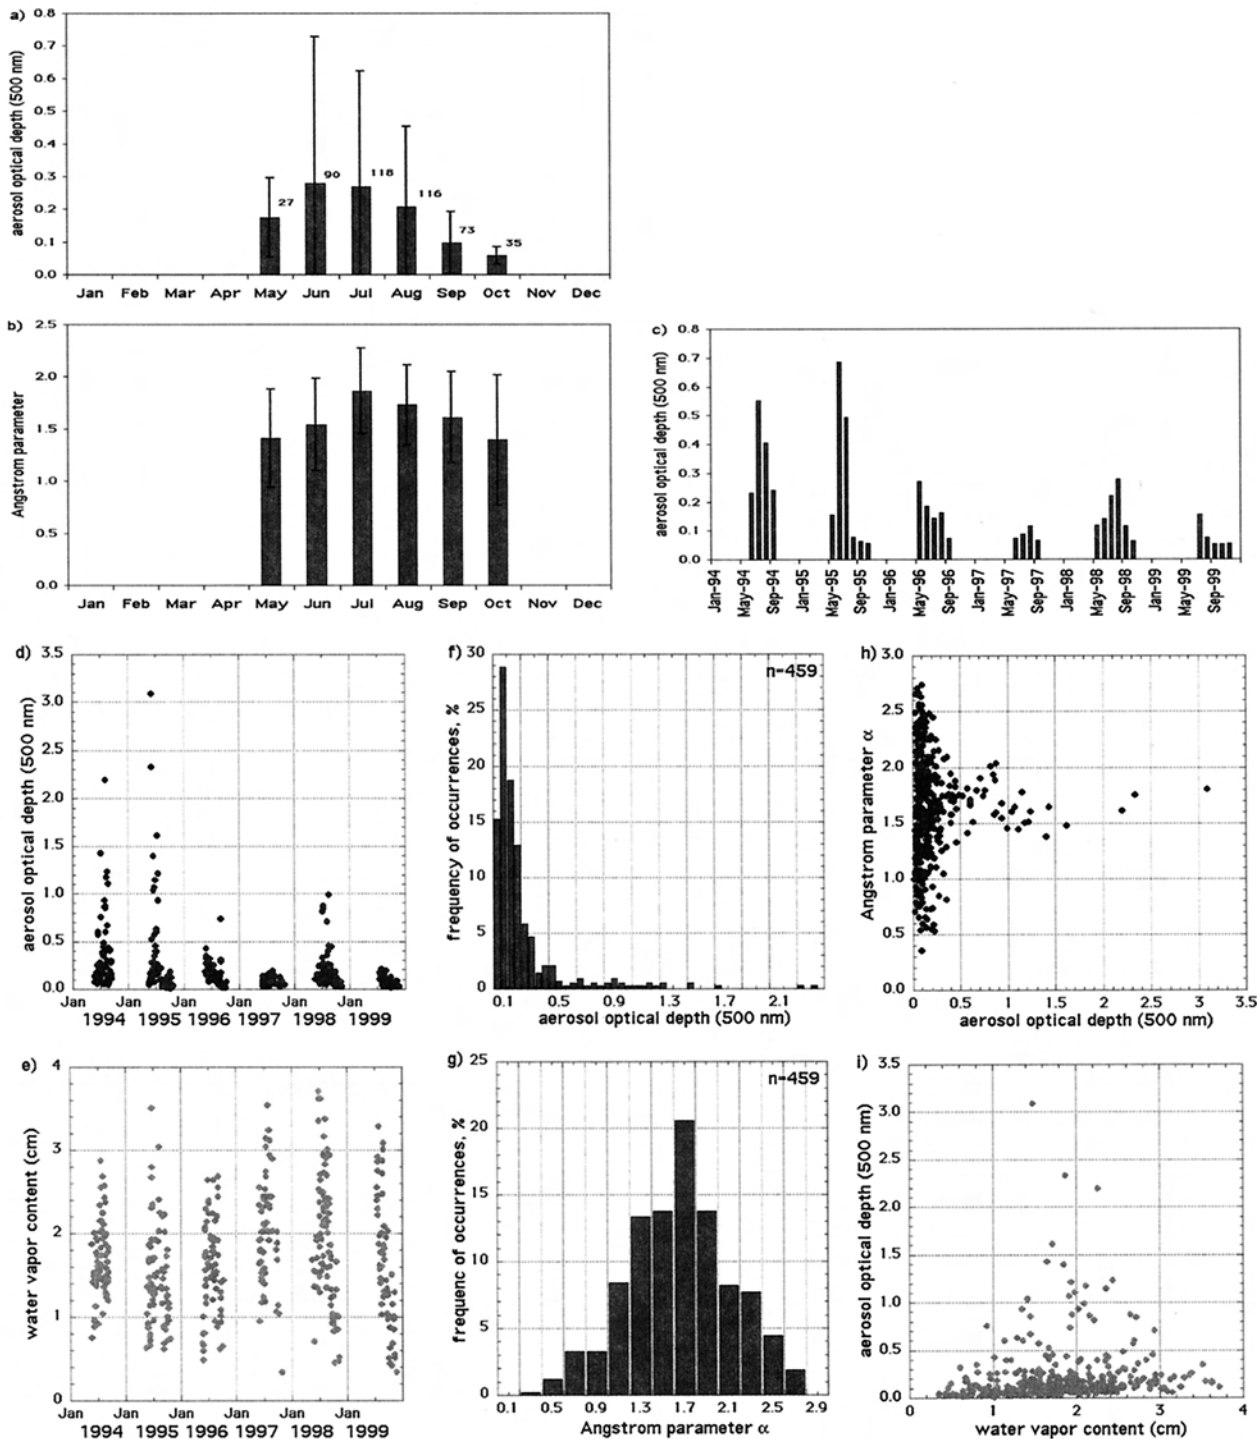 a)
aerosol optical depth (500 nm)
0.8
0.7
0.6
0.5
0.4
0.3
0.2
0.1
0.0
27
90
118
116
73
35
Jan Feb Mar Apr May Jun Jul Aug Sep Oct Nov Dec
b)
Angstrom parameter
2.5
2.0
1.5
1.0
0.5
0.0
Jan Feb Mar Apr May Jun Jul Aug Sep Oct Nov Dec
c)
aerosol optical depth (500 nm)
0.8
0.7
0.6
0.5
0.4
0.3
0.2
0.1
0.0
Jan-94 May-94 Sep-94 Jan-95 May-95 Sep-95 Jan-96 May-96 Sep-96 Jan-97 May-97 Sep-97 Jan-98 May-98 Sep-98 Jan-99 May-99 Sep-99
d)
aerosol optical depth (500 nm)
3.5
3.0
2.5
2.0
1.5
1.0
0.5
0.0
Jan Jan Jan Jan Jan Jan
1994 1995 1996 1997 1998 1999
f)
frequency of occurrences, %
n=459
30
25
20
15
10
5
0
0.1 0.5 0.9 1.3 1.7 2.1
aerosol optical depth (500 nm)
h)
Angstrom parameter α
3.0
2.5
2.0
1.5
1.0
0.5
0.0
0 0.5 1 1.5 2 2.5 3 3.5
aerosol optical depth (500 nm)
e)
water vapor content (cm)
4
3
2
1
0
Jan Jan Jan Jan Jan Jan
1994 1995 1996 1997 1998 1999
g)
frequenc of occurrences, %
n=459
25
20
15
10
5
0
0.1 0.5 0.9 1.3 1.7 2.1 2.5 2.9
Angstrom parameter α
i)
aerosol optical depth (500 nm)
3.5
3.0
2.5
2.0
1.5
1.0
0.5
0.0
0 1 2 3 4
water vapor content (cm)